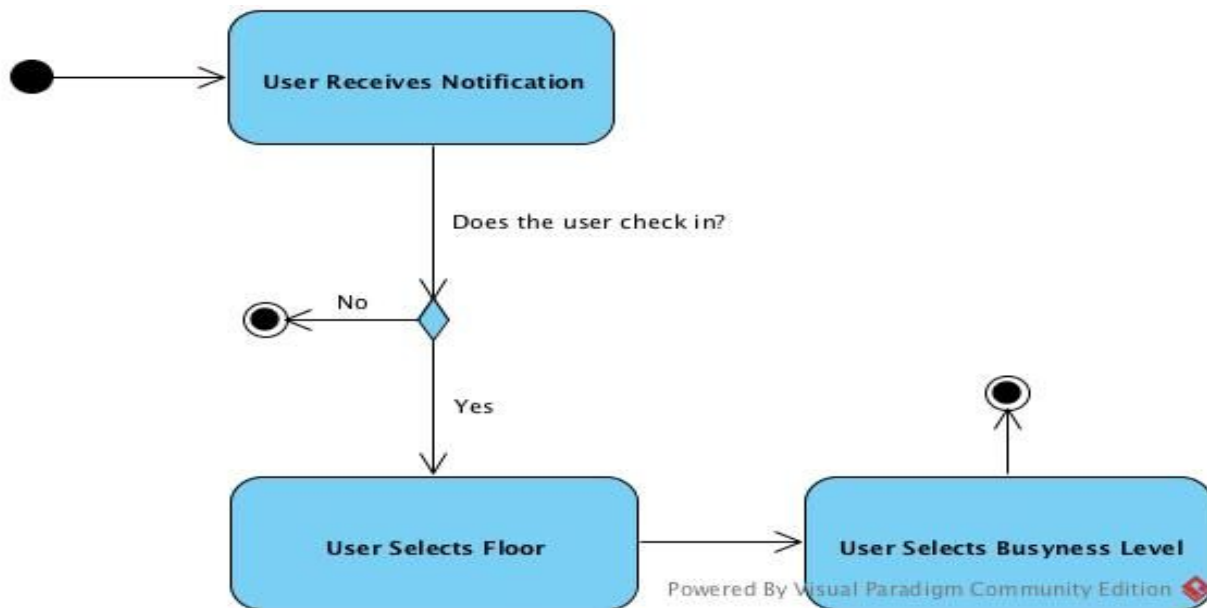 User Receives Notification
Does the user check in?
No
Yes
User Selects Floor
User Selects Busyness Level
Powered By Visual Paradigm Community Edition